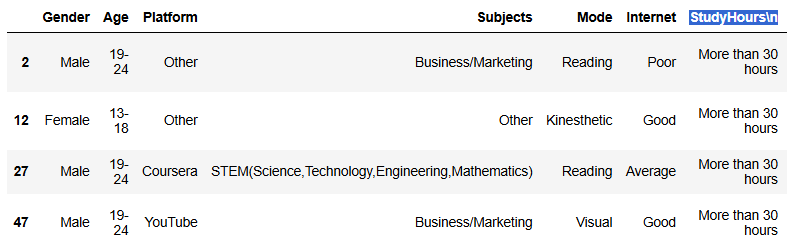 Gender Age Platform Subjects Mode Internet StudyHours\n
2 Male 19-24 Other Business/Marketing Reading Poor More than 30 hours
12 Female 13-18 Other Other Kinesthetic Good More than 30 hours
27 Male 19-24 Coursera STEM(Science,Technology,Engineering,Mathematics) Reading Average More than 30 hours
47 Male 19-24 YouTube Business/Marketing Visual Good More than 30 hours